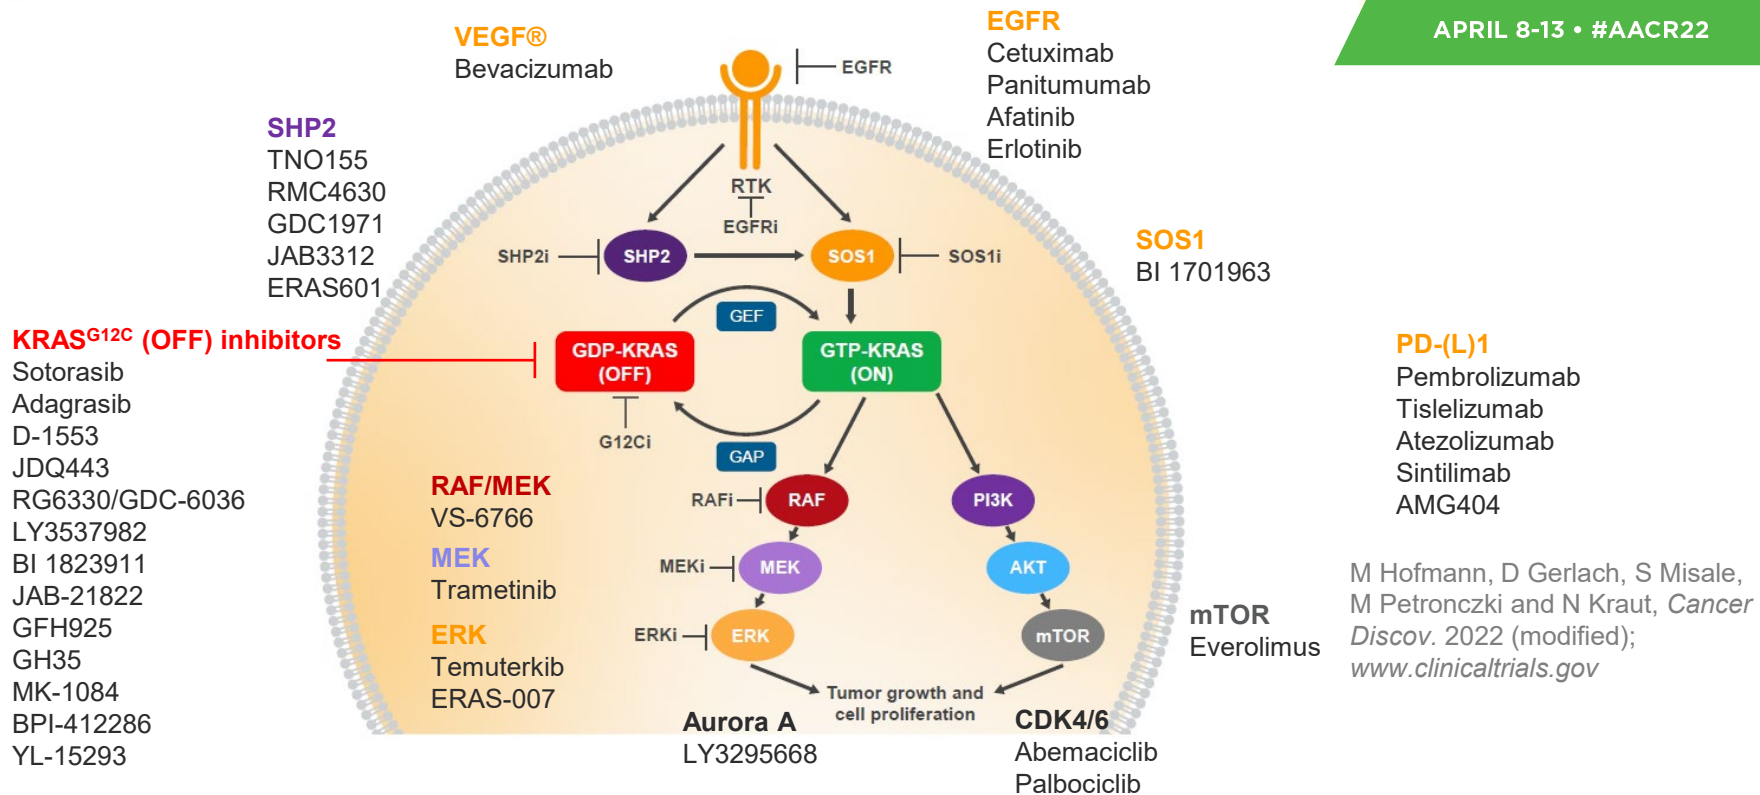 APRIL 8-13 • #AACR22
VEGF®
Bevacizumab
EGFR
Cetuximab
Panitumumab
Afatinib
Erlotinib
EGFR
SHP2
TNO155
RMC4630
GDC1971
JAB3312
ERAS601
RTK
EGFRi
SHP2i
SHP2
SOS1
SOS1i
SOS1
BI 1701963
GEF
KRASG12C (OFF) inhibitors
Sotorasib
Adagrasib
D-1553
JDQ443
RG6330/GDC-6036
LY3537982
BI 1823911
JAB-21822
GFH925
GH35
MK-1084
BPI-412286
YL-15293
GDP-KRAS
(OFF)
GTP-KRAS
(ON)
G12Ci
GAP
PD-(L)1
Pembrolizumab
Tislelizumab
Atezolizumab
Sintilimab
AMG404
RAF/MEK
VS-6766
MEK
Trametinib
ERK
Temuterkib
ERAS-007
RAFi
RAF
PI3K
MEKi
MEK
AKT
ERKi
ERK
mTOR
mTOR
Everolimus
Tumor growth and
cell proliferation
Aurora A
LY3295668
CDK4/6
Abemaciclib
Palbociclib
M Hofmann, D Gerlach, S Misale,
M Petronczki and N Kraut, Cancer
Discov. 2022 (modified);
www.clinicaltrials.gov